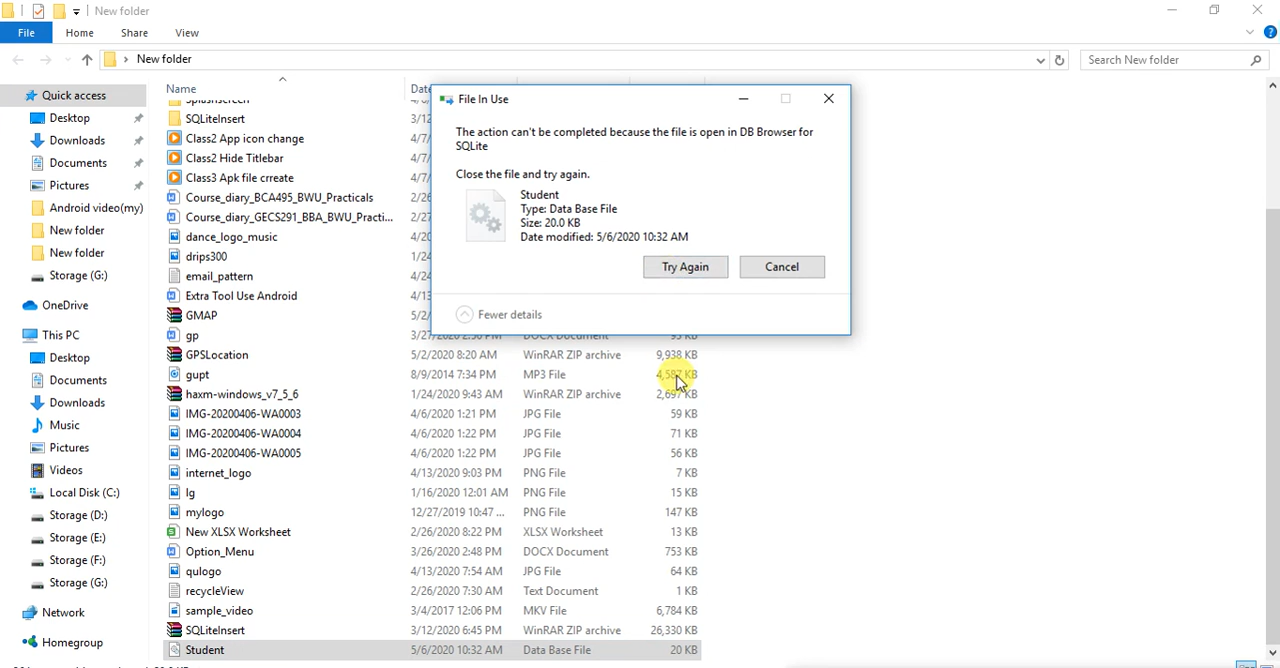 New folder
File
Home
Share
View
New folder
Search New folder
Quick access
Desktop
Downloads
Documents
Pictures
Android video(my)
New folder
New folder
Storage (G:)
OneDrive
This PC
Desktop
Documents
Downloads
Music
Pictures
Videos
Local Disk (C:)
Storage (D:)
Storage (E:)
Storage (F:)
Storage (G:)
Network
Homegroup
Name
Splashscreen
SQLiteInsert 3/12
Class2 App icon change 4/7/
Class2 Hide Titlebar 4/7/
Class3 Apk file crreate 4/7/
Course_diary_BCA495_BWU_Practicals 2/26
Course_diary_GECS291_BBA_BWU_Practi... 2/27
dance_logo_music 4/20
drips300 1/24
email_pattern
Extra Tool Use Android 4/13
GMAP 5/2/
gp 3/27/2020 2:50 PM DOCX Document 93 KB
GPSLocation 5/2/2020 8:20 AM WinRAR ZIP archive 9,938 KB
gupt 8/9/2014 7:34 PM MP3 File 4,587 KB
haxm-windows_v7_5_6 1/24/2020 9:43 AM WinRAR ZIP archive 2,697 KB
IMG-20200406-WA0003 4/6/2020 1:21 PM JPG File 59 KB
IMG-20200406-WA0004 4/6/2020 1:22 PM JPG File 71 KB
IMG-20200406-WA0005 4/6/2020 1:22 PM JPG File 56 KB
internet_logo 4/13/2020 9:03 PM PNG File 7 KB
lg 1/16/2020 12:01 AM PNG File 15 KB
mylogo 12/27/2019 10:47 ... PNG File 147 KB
New XLSX Worksheet 2/26/2020 8:22 PM XLSX Worksheet 13 KB
Option_Menu 3/26/2020 2:48 PM DOCX Document 753 KB
qulogo 4/13/2020 7:54 AM JPG File 64 KB
recycleView 2/26/2020 7:30 AM Text Document 1 KB
sample_video 3/4/2017 12:06 PM MKV File 6,784 KB
SQLiteInsert 3/12/2020 6:45 PM WinRAR ZIP archive 26,330 KB
Student 5/6/2020 10:32 AM Data Base File 20 KB
File In Use
The action can't be completed because the file is open in DB Browser for
SQLite
Close the file and try again.
Student
Type: Data Base File
Size: 20.0 KB
Date modified: 5/6/2020 10:32 AM
Try Again
Cancel
Fewer details